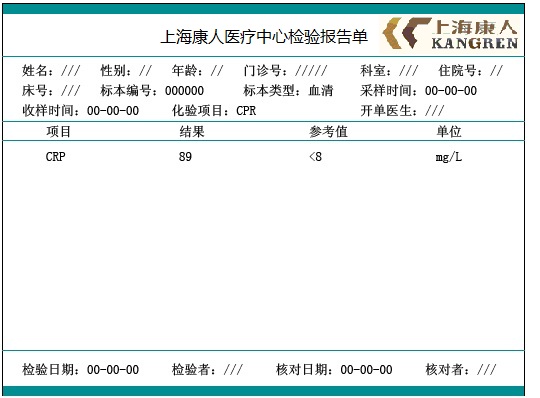 上海康人医疗中心检验报告单
上海康人
KANGREN
姓名：/// 性别：// 年龄：// 门诊号：///// 科室：/// 住院号：//
床号：/// 标本编号：000000 标本类型：血清 采样时间：00-00-00
收样时间：00-00-00 化验项目：CPR 开单医生：///
项目 结果 参考值 单位
CRP 89 <8 mg/L
检验日期：00-00-00 检验者：/// 核对日期：00-00-00 核对者：///